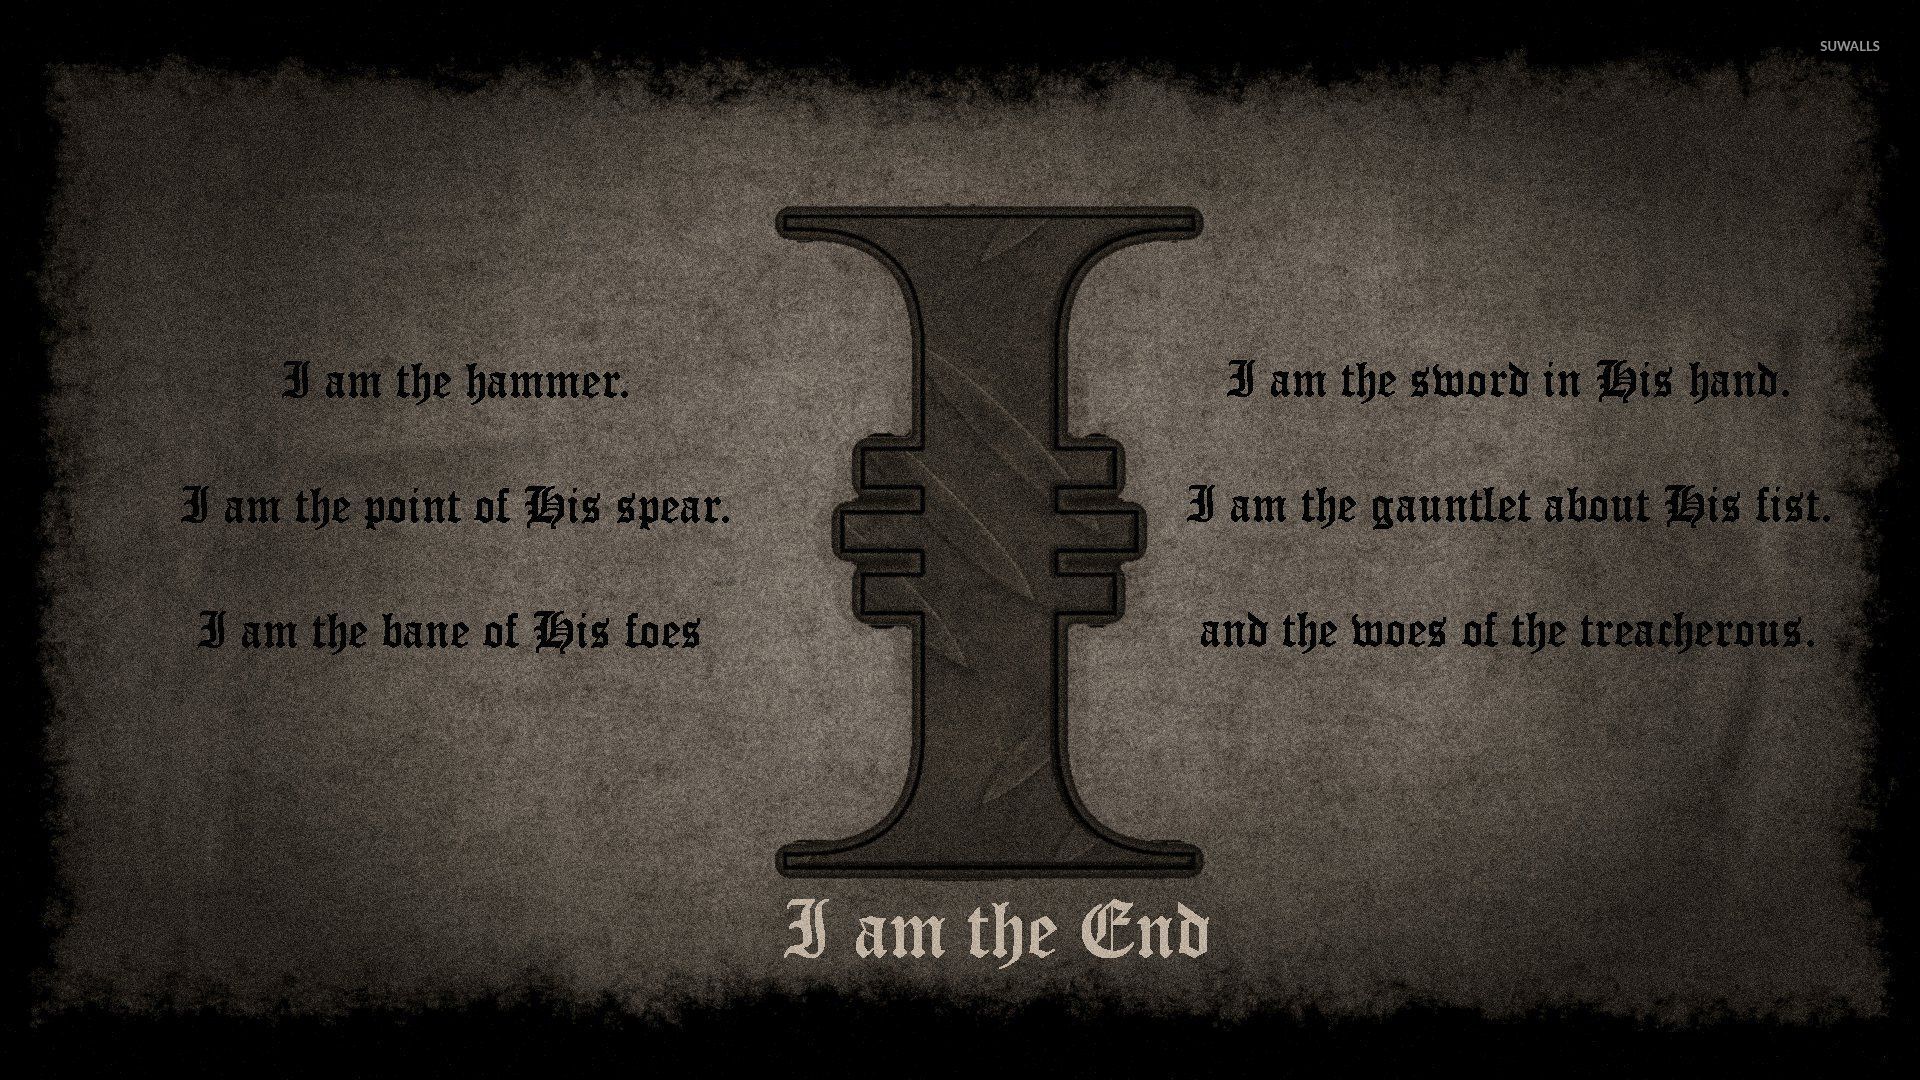 SUWALLS
I am the hammer.
I am the sword in His hand.
I am the point of His spear.
I am the gauntlet about His fist.
I am the bane of His foes
and the woes of the treacherous.
I am the End